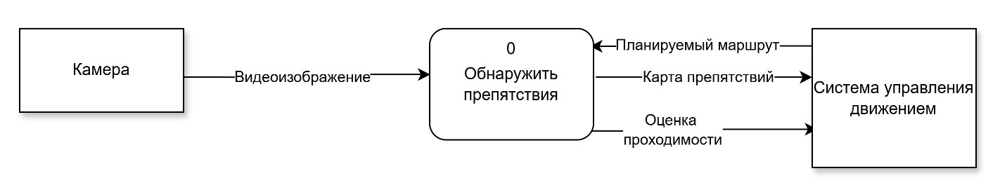 Камера
Видеоизображение
0
Обнаружить
препятствия
Планируемый маршрут
Карта препятствий
Оценка
проходимости
Система управления
движением